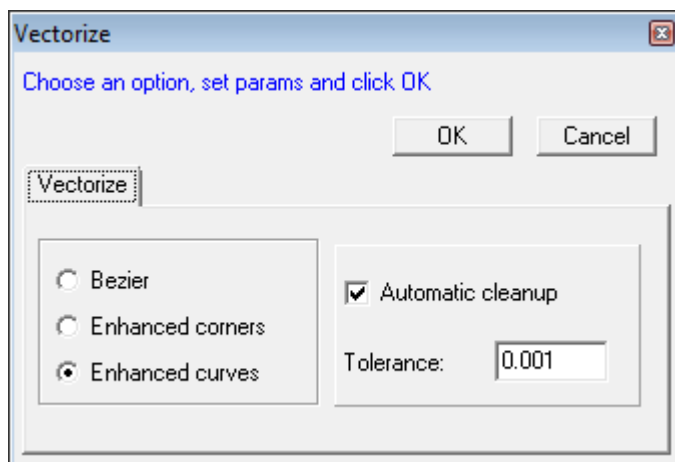 Vectorize
Choose an option, set params and click OK
OK Cancel
Vectorize
Bezier
Enhanced corners
Enhanced curves
Automatic cleanup
Tolerance: 0.001